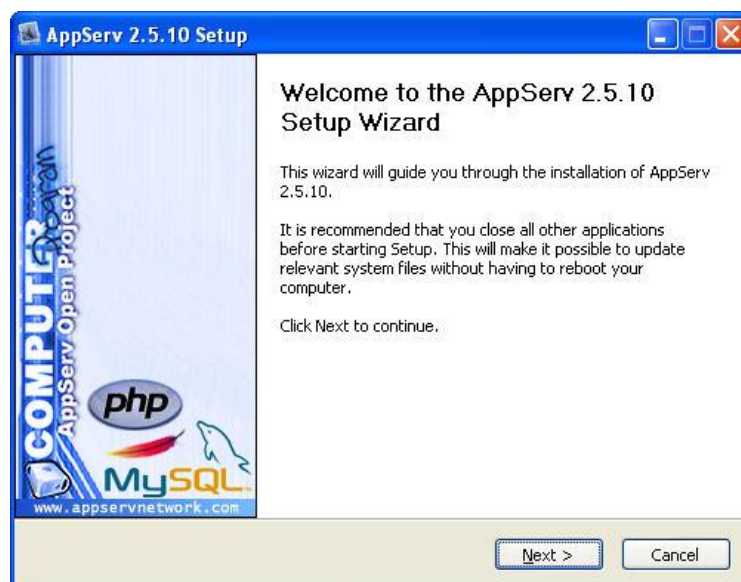 AppServ 2.5.10 Setup
COMPUTER
Program
AppServ Open Project
php
MySQL
www.appservnetwork.com
Welcome to the AppServ 2.5.10
Setup Wizard
This wizard will guide you through the installation of AppServ
2.5.10.
It is recommended that you close all other applications
before starting Setup. This will make it possible to update
relevant system files without having to reboot your
computer.
Click Next to continue.
Next >
Cancel